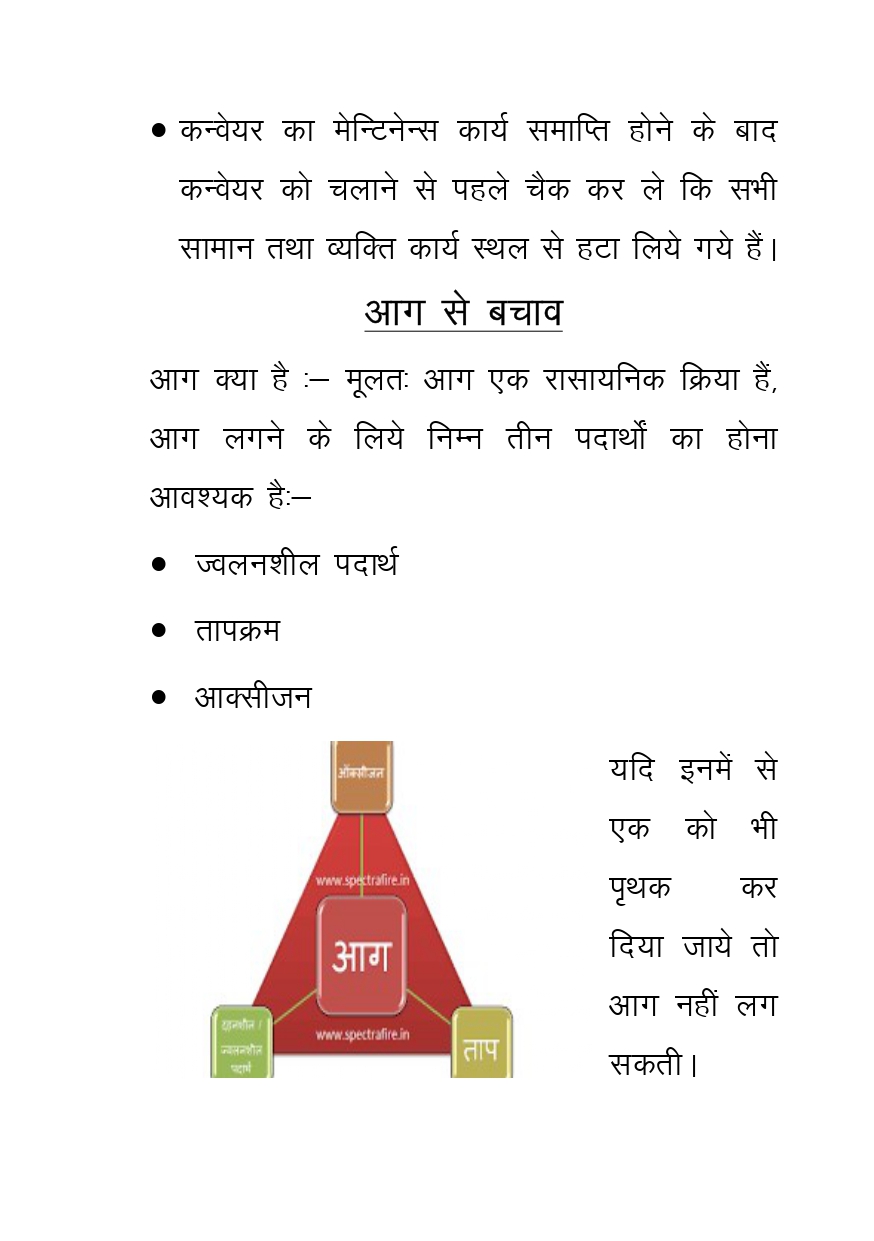 • कन्वेयर का मेन्टिनेन्स कार्य समाप्ति होने के बाद
कन्वेयर को चलाने से पहले चैक कर ले कि सभी
सामान तथा व्यक्ति कार्य स्थल से हटा लिये गये हैं।
आग से बचाव
आग क्या है :– मूलतः आग एक रासायनिक क्रिया हैं,
आग लगने के लिये निम्न तीन पदार्थों का होना
आवश्यक है:–
• ज्वलनशील पदार्थ
• तापक्रम
• आक्सीजन
ऑक्सीजन
www.spectrafire.in
आग
www.spectrafire.in
दहनशील /
ज्वलनशील
पदार्थ
ताप
यदि इनमें से
एक को भी
पृथक कर
दिया जाये तो
आग नहीं लग
सकती।